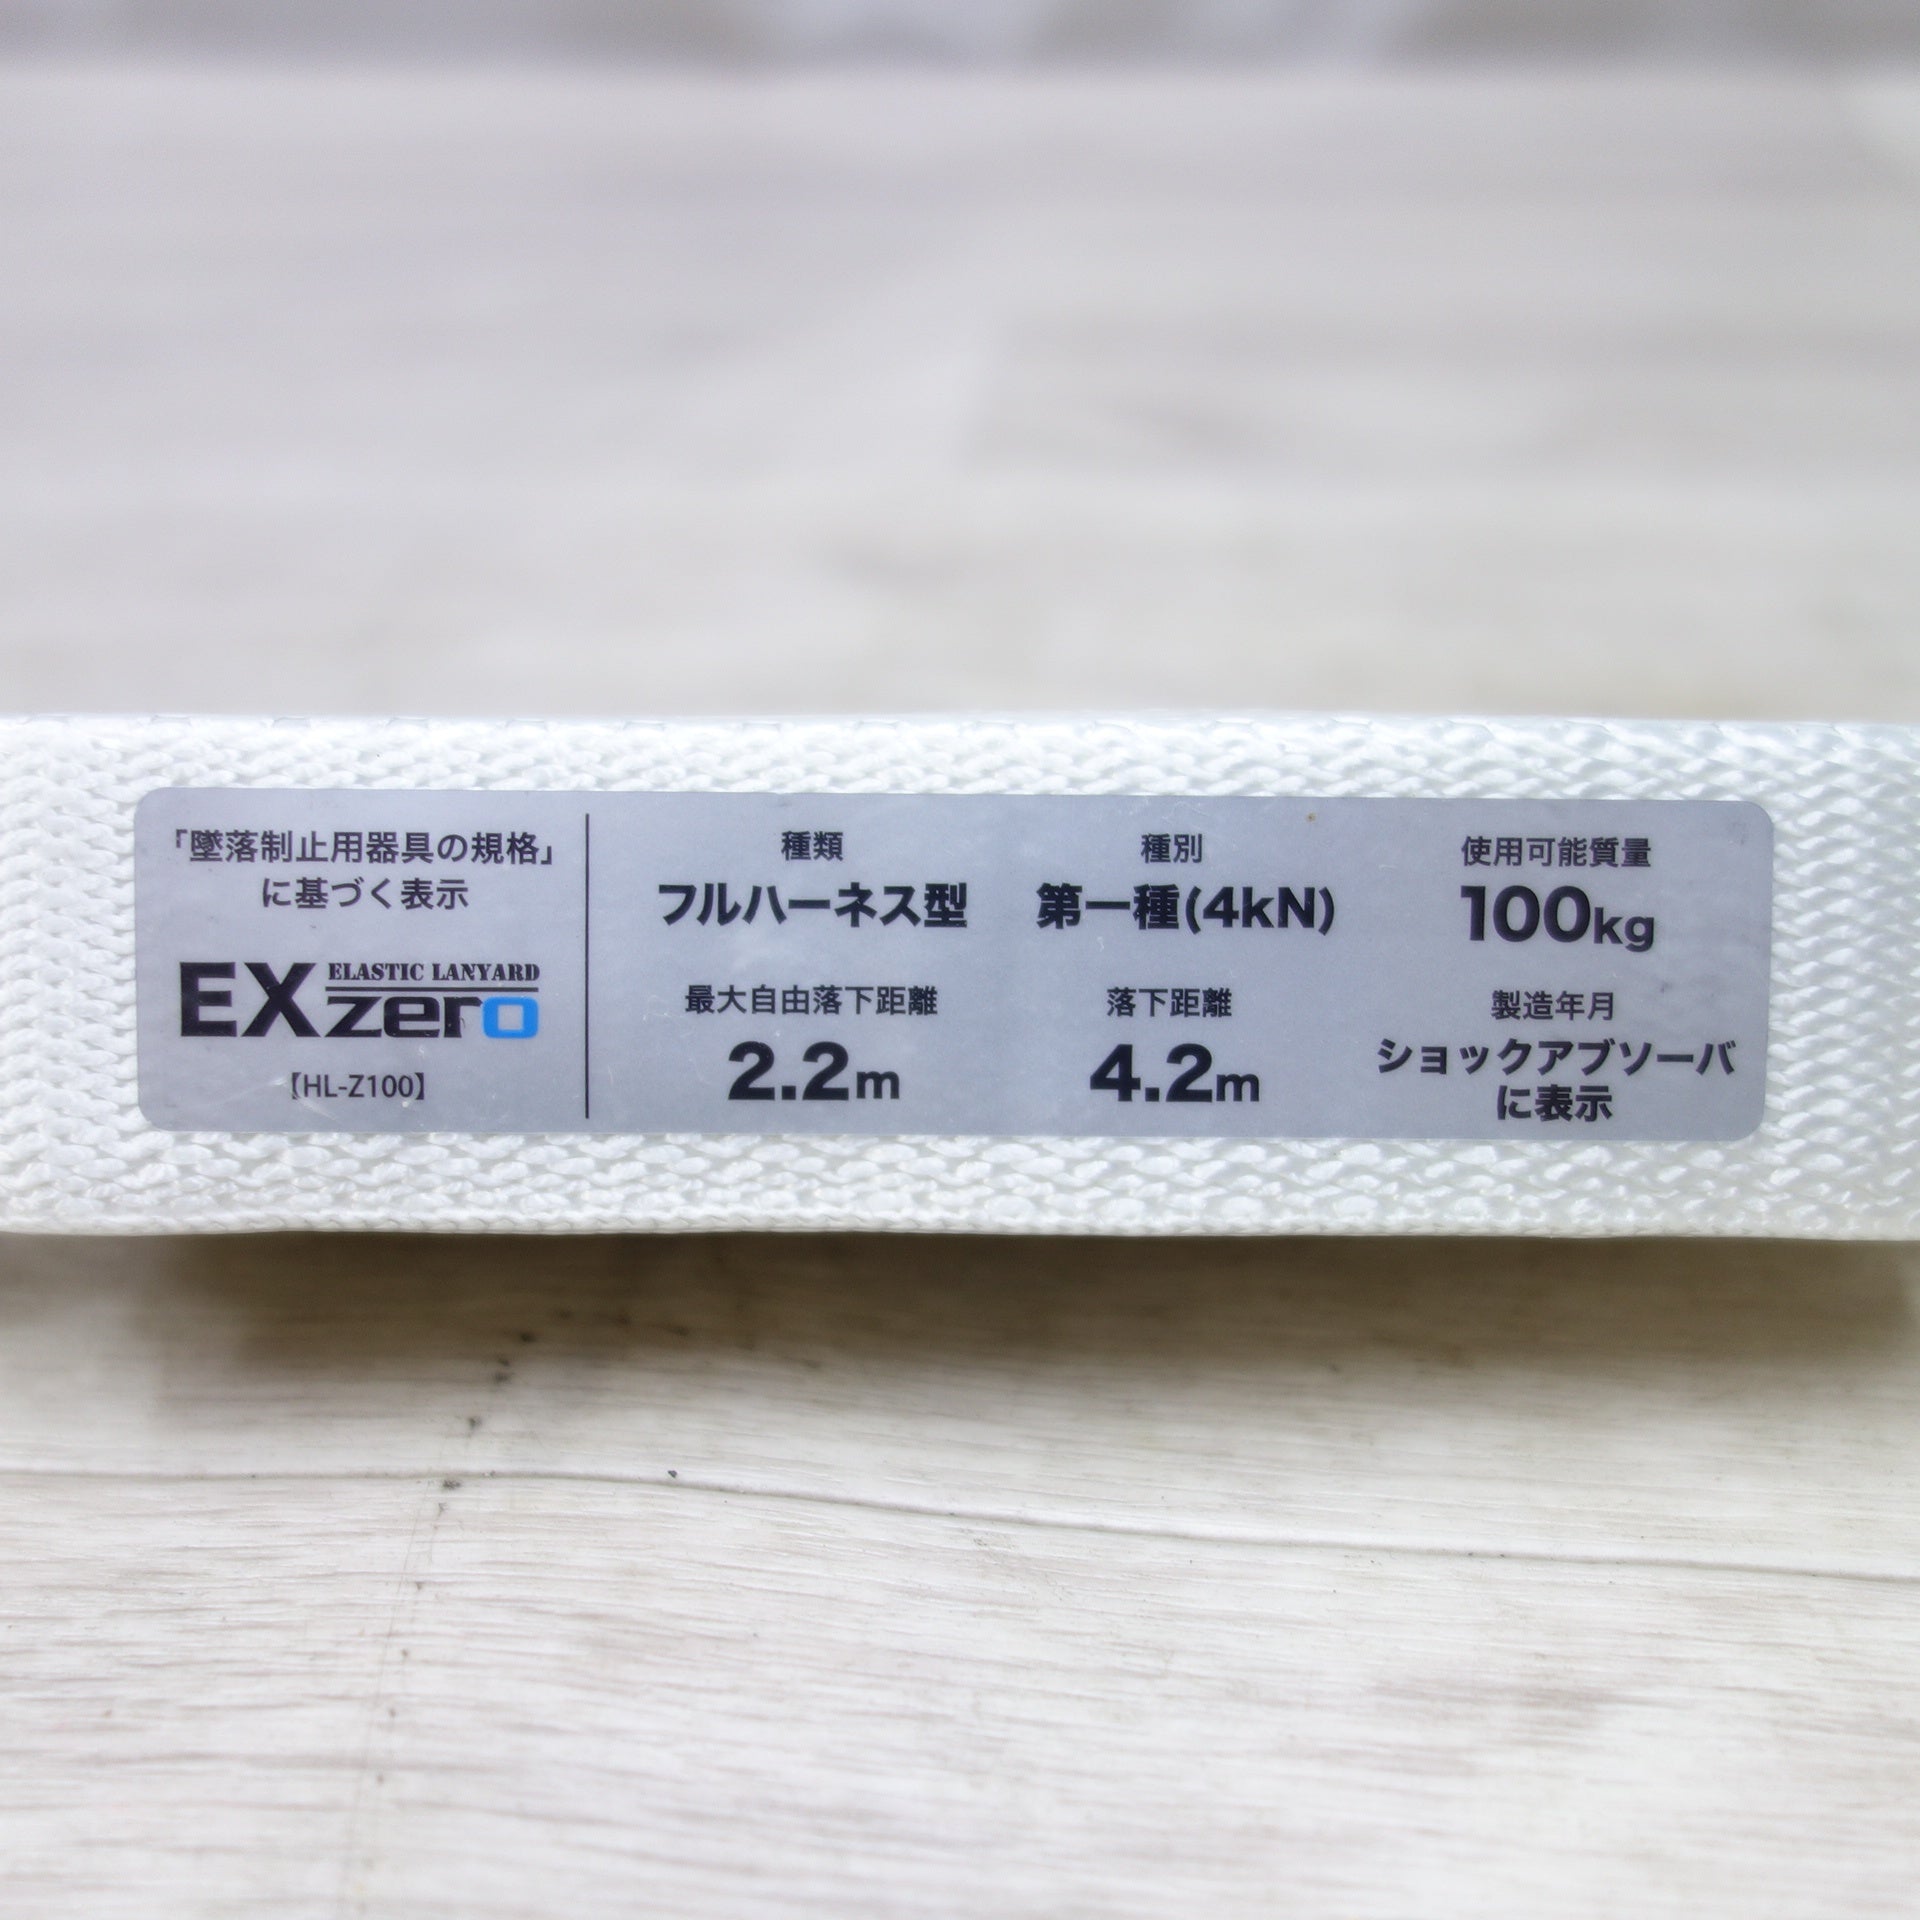 「墜落制止用器具の規格」
に基づく表示
EX ELASTIC LANYARD
zero
【HL-Z100】
種類
フルハーネス型
種別
第一種(4kN)
使用可能質量
100kg
最大自由落下距離
2.2m
落下距離
4.2m
製造年月
ショックアブソーバ
に表示